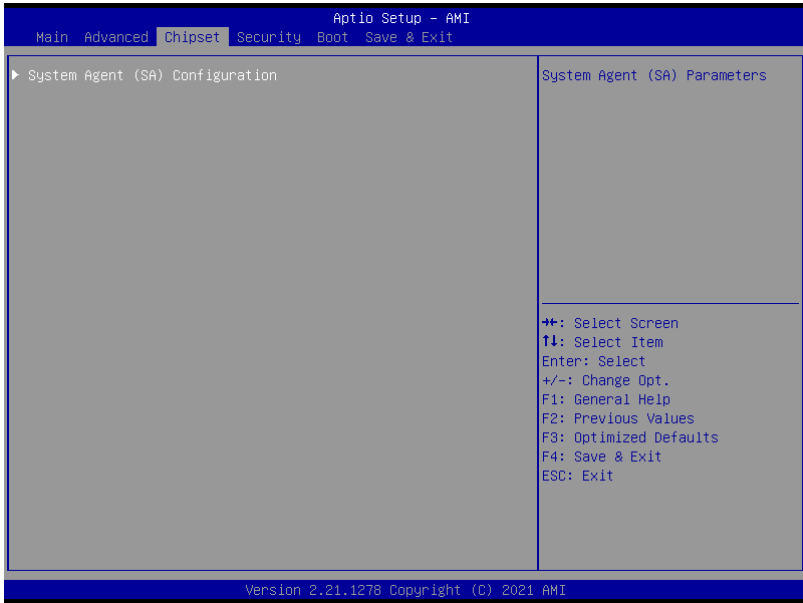 Aptio Setup – AMI
Main Advanced Chipset Security Boot Save & Exit
▶ System Agent (SA) Configuration
System Agent (SA) Parameters
→←: Select Screen
↑↓: Select Item
Enter: Select
+/-: Change Opt.
F1: General Help
F2: Previous Values
F3: Optimized Defaults
F4: Save & Exit
ESC: Exit
Version 2.21.1278 Copyright (C) 2021 AMI